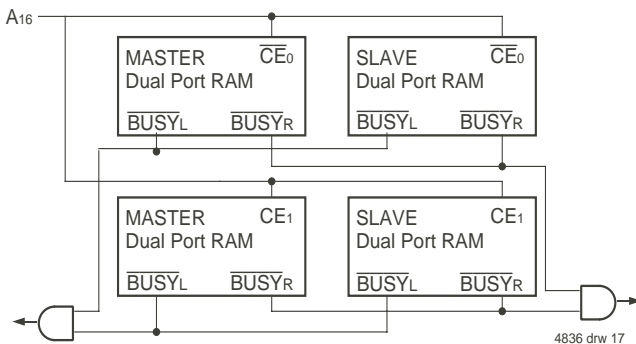 A16
MASTER CE0 SLAVE CE0
Dual Port RAM Dual Port RAM
BUSYL BUSYR BUSYL BUSYR
MASTER CE1 SLAVE CE1
Dual Port RAM Dual Port RAM
BUSYL BUSYR BUSYL BUSYR
4836 drw 17